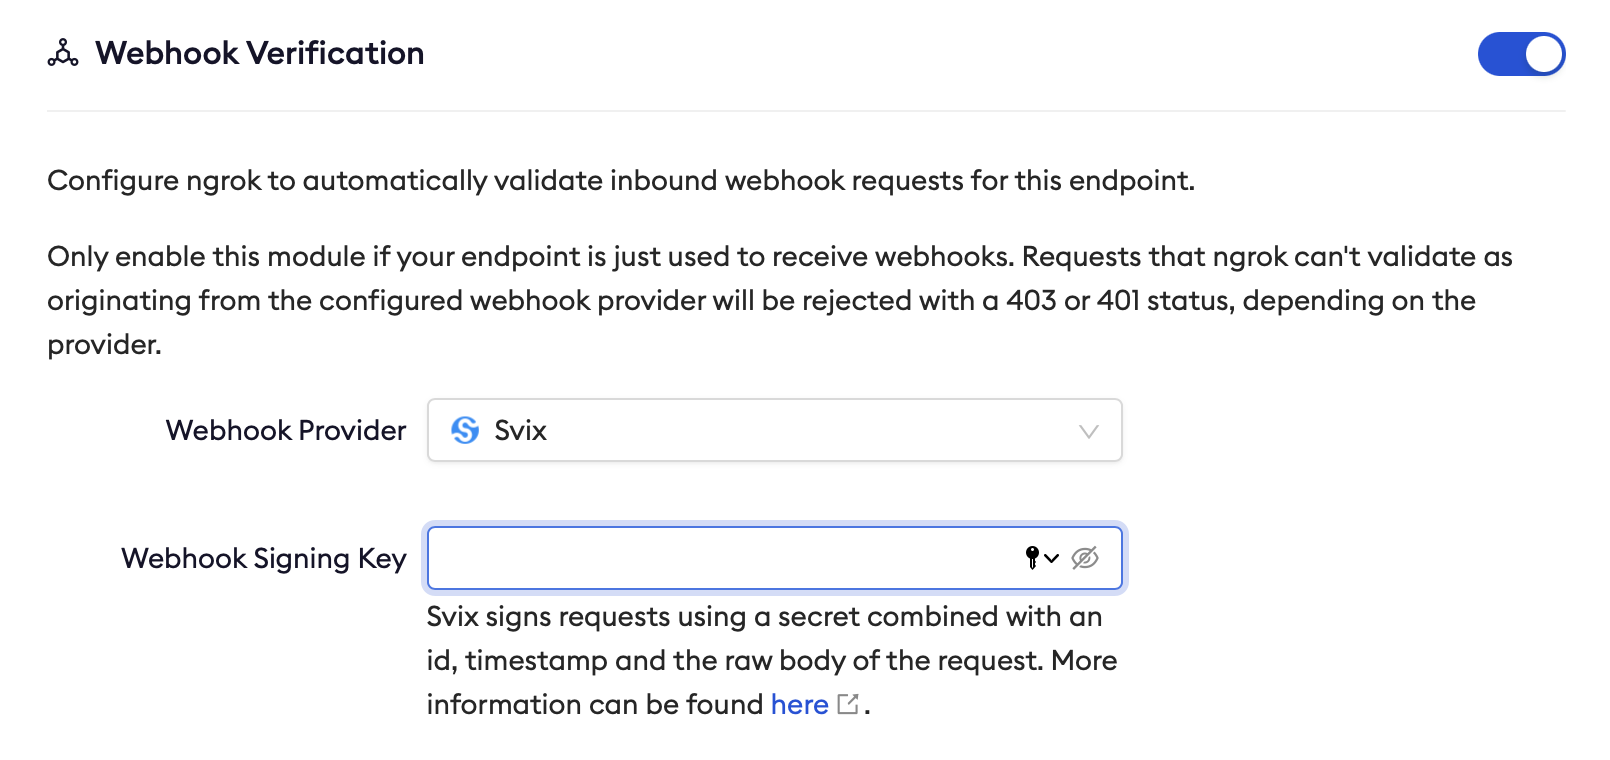 Webhook Verification
Configure ngrok to automatically validate inbound webhook requests for this endpoint.
Only enable this module if your endpoint is just used to receive webhooks. Requests that ngrok can't validate as
originating from the configured webhook provider will be rejected with a 403 or 401 status, depending on the
provider.
Webhook Provider Svix
Webhook Signing Key
Svix signs requests using a secret combined with an
id, timestamp and the raw body of the request. More
information can be found here .